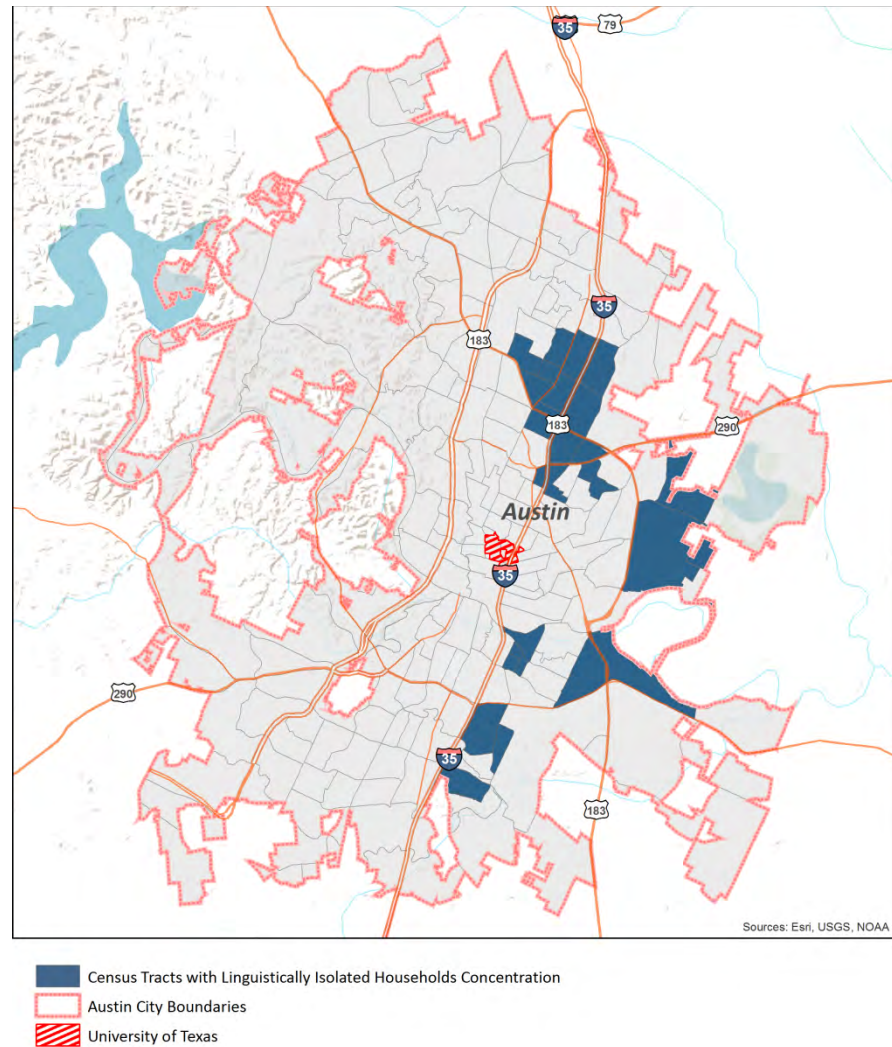 35
79
35
183
183
290
Austin
35
290
35
183
Sources: Esri, USGS, NOAA
Census Tracts with Linguistically Isolated Households Concentration
Austin City Boundaries
University of Texas